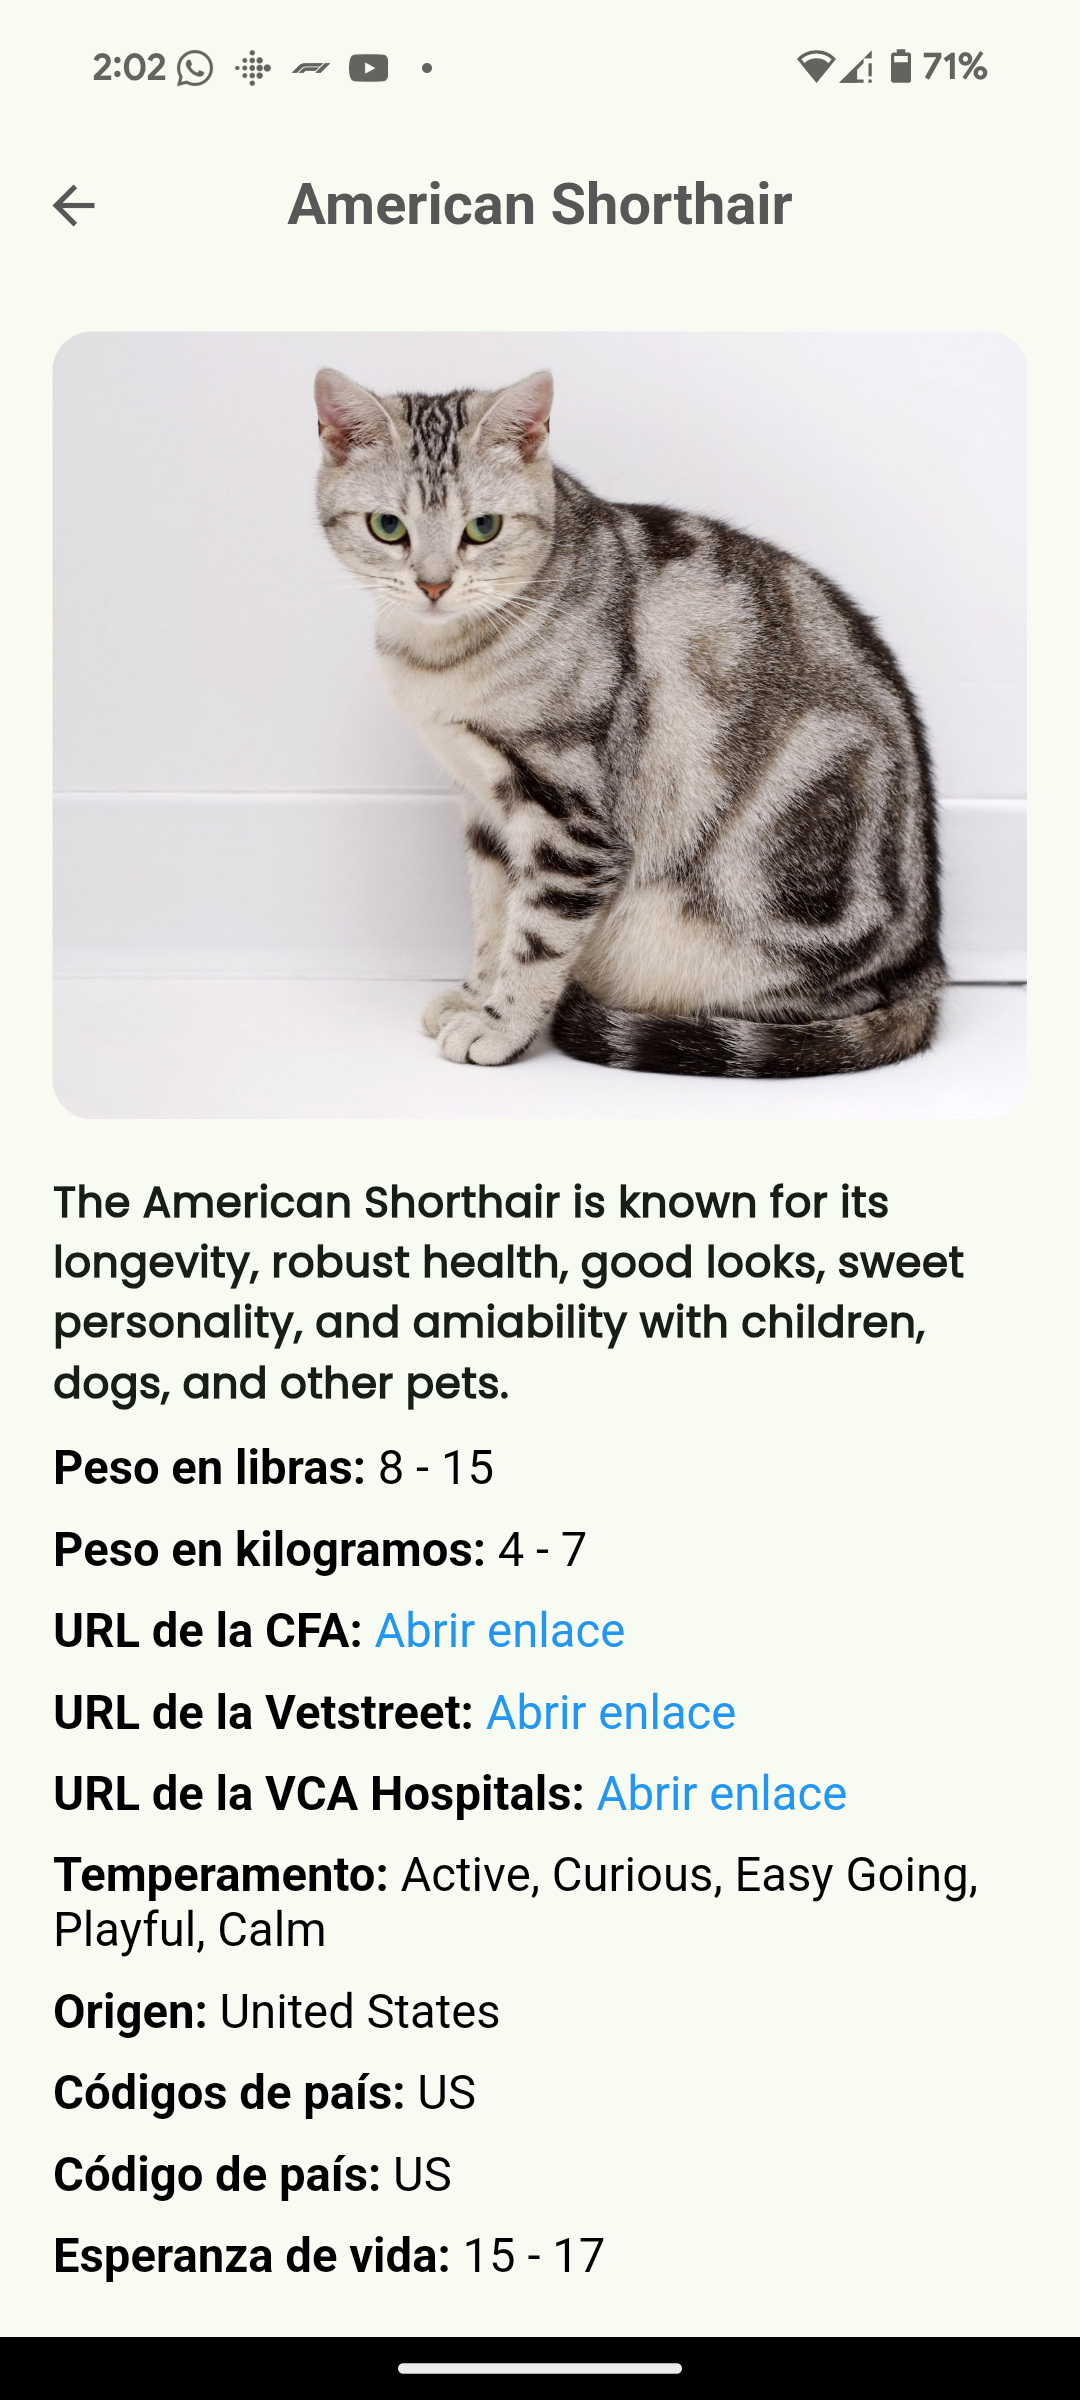 2:02
71%
American Shorthair
The American Shorthair is known for its
longevity, robust health, good looks, sweet
personality, and amiability with children,
dogs, and other pets.
Peso en libras: 8 - 15
Peso en kilogramos: 4 - 7
URL de la CFA: Abrir enlace
URL de la Vetstreet: Abrir enlace
URL de la VCA Hospitals: Abrir enlace
Temperamento: Active, Curious, Easy Going,
Playful, Calm
Origen: United States
Códigos de país: US
Código de país: US
Esperanza de vida: 15 - 17